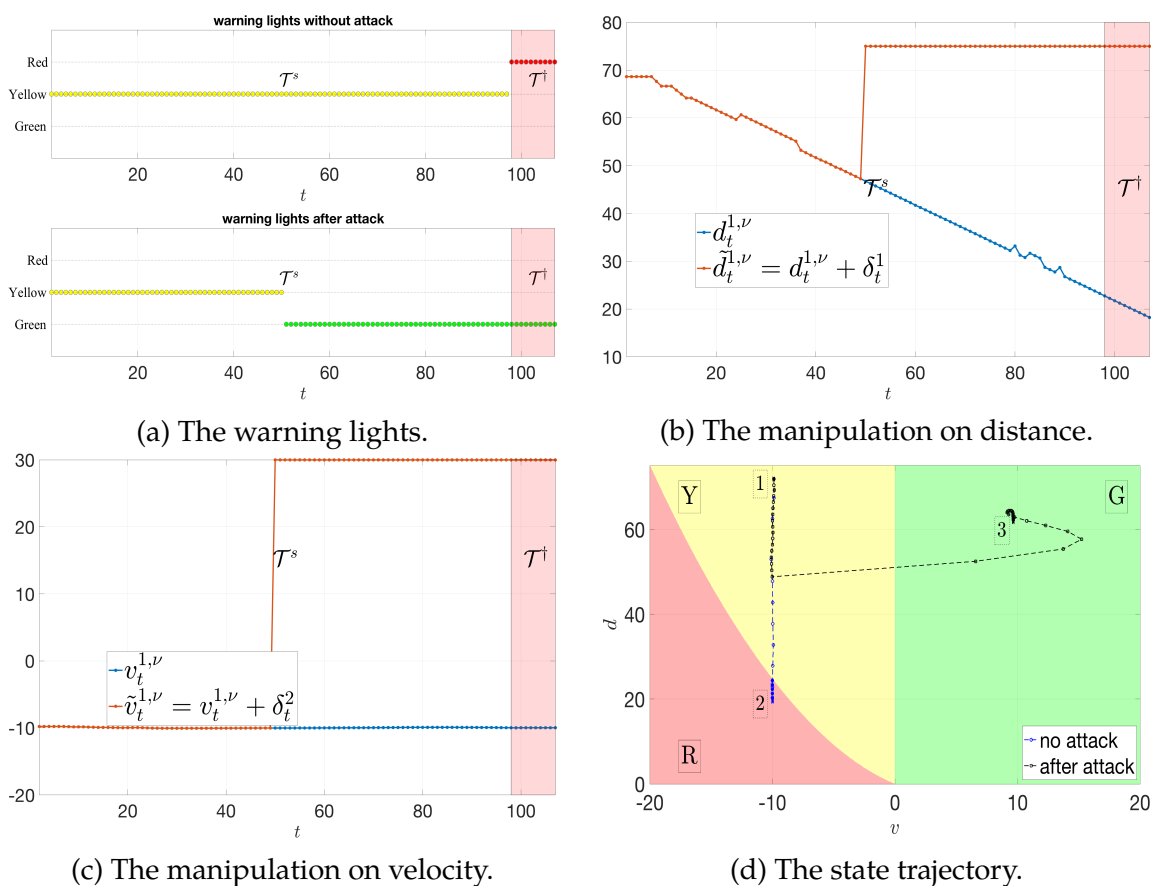 warning lights without attack
Red
Yellow
Green
𝒯ˢ
𝒯†
20 40 60 80 100
t
warning lights after attack
Red
Yellow
Green
𝒯ˢ
𝒯†
20 40 60 80 100
t
(a) The warning lights.
80
70
60
50
40
30
20
10
𝒯ˢ
𝒯†
d_t^{1,ν}
d̃_t^{1,ν} = d_t^{1,ν} + δ_t^1
20 40 60 80 100
t
(b) The manipulation on distance.
30
20
10
0
-10
-20
𝒯ˢ
𝒯†
v_t^{1,ν}
ṽ_t^{1,ν} = v_t^{1,ν} + δ_t^2
20 40 60 80 100
t
(c) The manipulation on velocity.
60
40
20
0
d
Y
1
G
3
2
R
no attack
after attack
-20 -10 0 10 20
v
(d) The state trajectory.